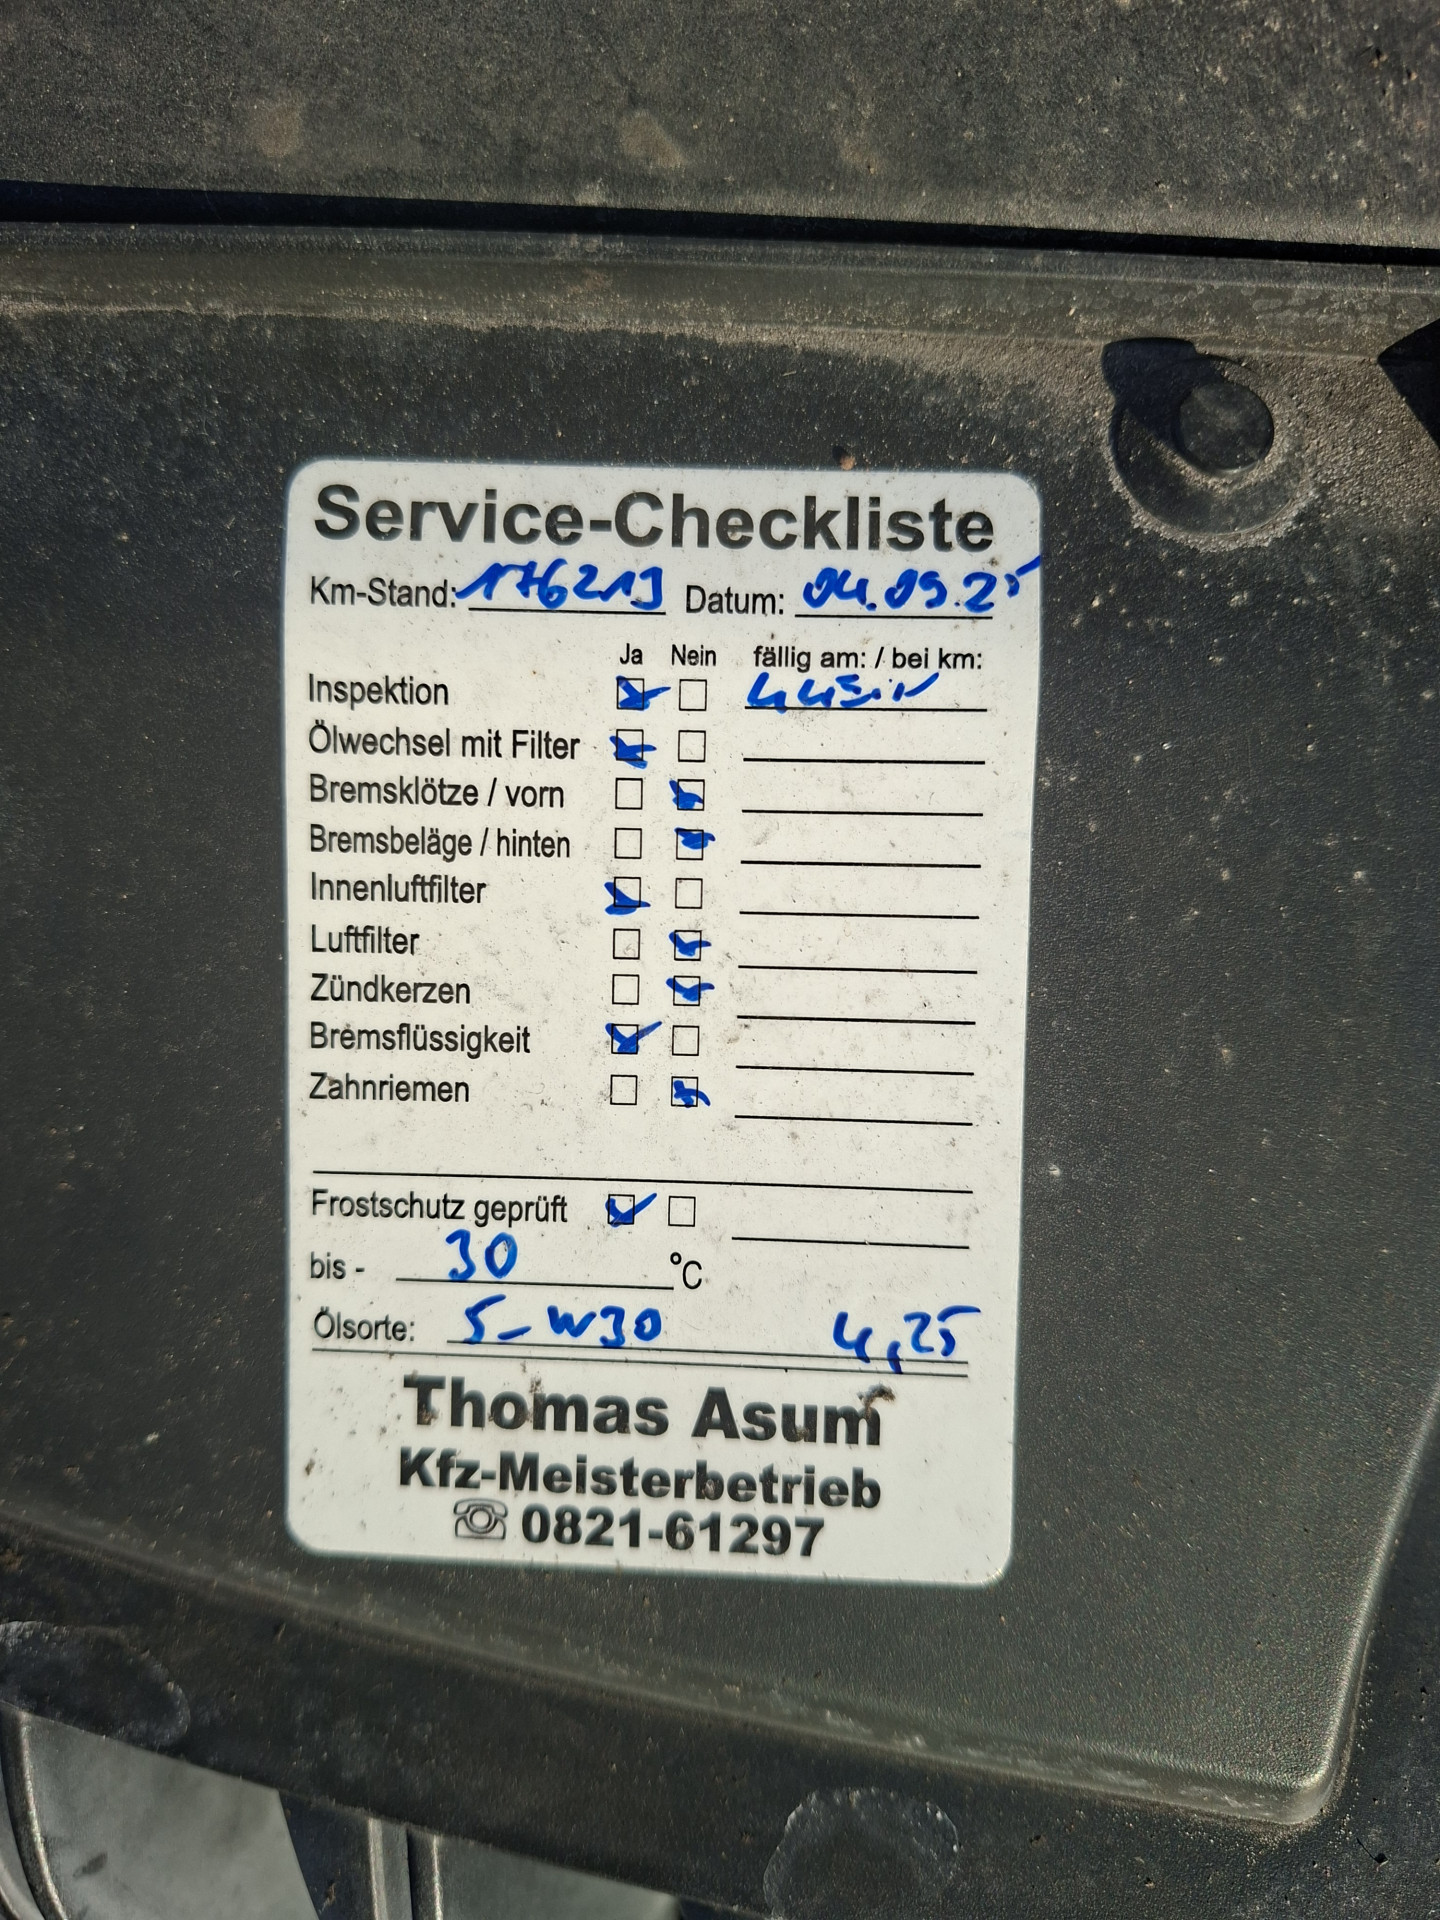 Service-Checkliste
Km-Stand: 176219 Datum: 04.09.25
Ja Nein fällig am: / bei km:
Inspektion
Ölwechsel mit Filter
Bremsklötze / vorn
Bremsbeläge / hinten
Innenluftfilter
Luftfilter
Zündkerzen
Bremsflüssigkeit
Zahnriemen
Frostschutz geprüft
bis - 30 °C
Ölsorte: 5-W30 4,25
Thomas Asum
Kfz-Meisterbetrieb
0821-61297